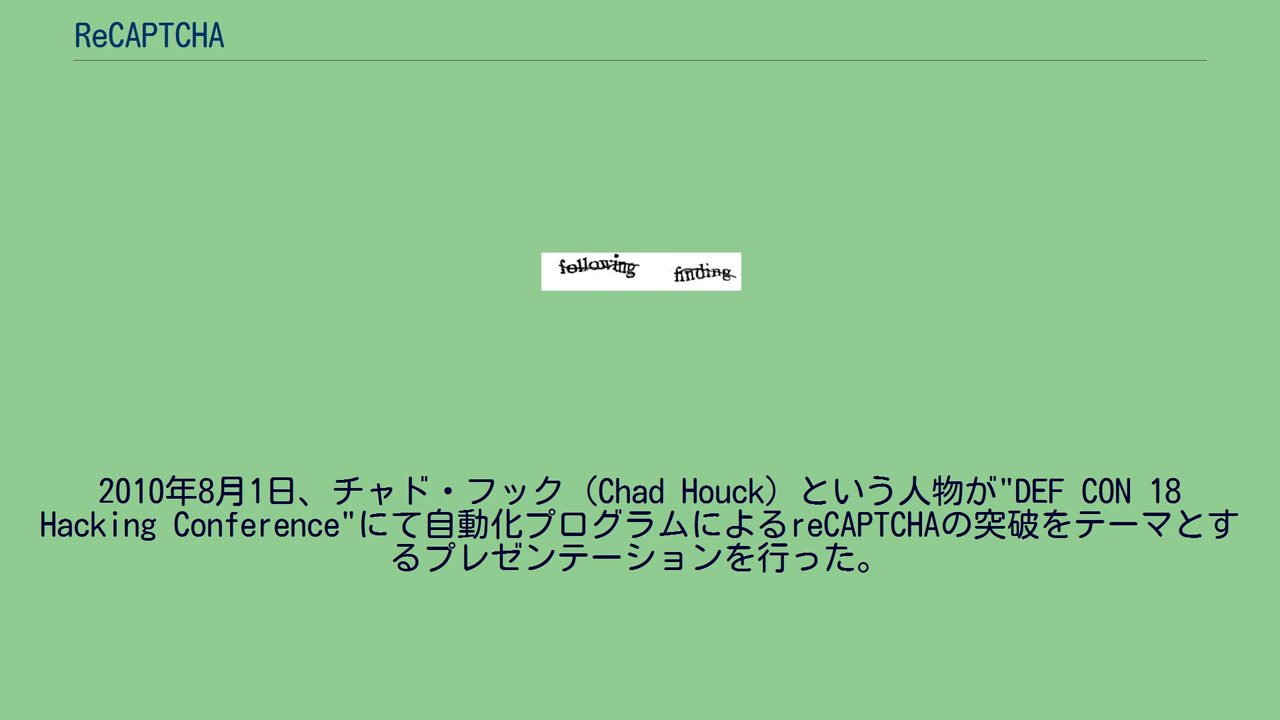 ReCAPTCHA
following finding
2010年8月1日、チャド・フック（Chad Houck）という人物が"DEF CON 18
Hacking Conference"にて自動化プログラムによるreCAPTCHAの突破をテーマとす
るプレゼンテーションを行った。